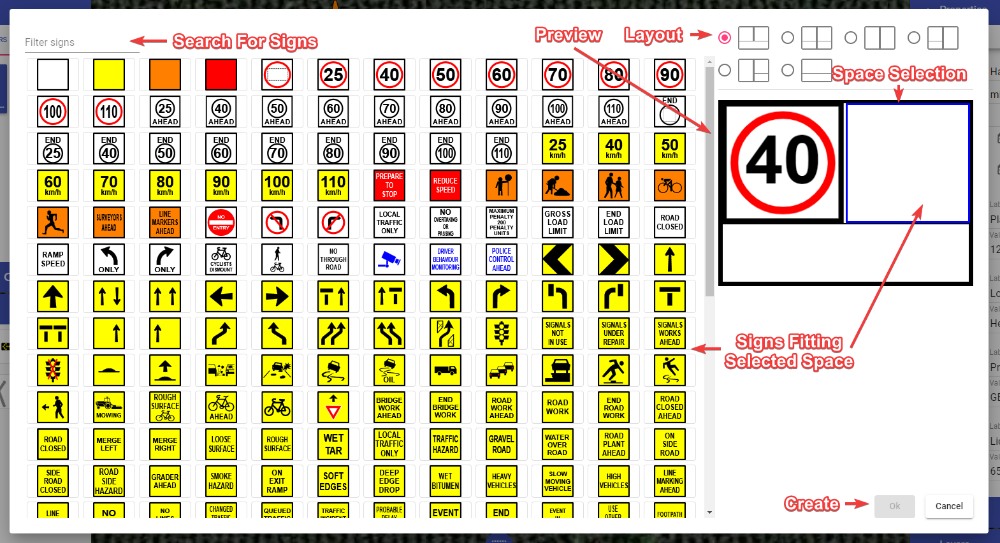 Properties
Filter signs
Search For Signs
Preview
Layout
Space Selection
25
40
50
60
70
80
90
100
110
25 AHEAD
40 AHEAD
50 AHEAD
60 AHEAD
70 AHEAD
80 AHEAD
90 AHEAD
100 AHEAD
110 AHEAD
END
END 25
END 40
END 50
END 60
END 70
END 80
END 90
END 100
END 110
25 km/h
40 km/h
50 km/h
60 km/h
70 km/h
80 km/h
90 km/h
100 km/h
110 km/h
PREPARE TO STOP
REDUCE SPEED
SURVEYORS AHEAD
LINE MARKERS AHEAD
NO ENTRY
LOCAL TRAFFIC ONLY
NO OVERTAKING OR PASSING
MAXIMUM PENALTY 200 PENALTY UNITS
GROSS LOAD LIMIT
END LOAD LIMIT
ROAD CLOSED
RAMP SPEED
ONLY
ONLY
CYCLISTS DISMOUNT
NO THROUGH ROAD
DRIVER BEHAVIOUR MONITORING
POLICE CONTROL AHEAD
SIGNALS NOT IN USE
SIGNALS UNDER REPAIR
SIGNALS WORKS AHEAD
OIL
MOWING
ROUGH SURFACE
AHEAD
BRIDGE WORK AHEAD
END BRIDGE WORK
ROAD WORK AHEAD
ROAD WORK
END ROAD WORK
ROAD CLOSED AHEAD
ROAD CLOSED
MERGE LEFT
MERGE RIGHT
LOOSE SURFACE
ROUGH SURFACE
WET TAR
LOCAL TRAFFIC ONLY
TRAFFIC HAZARD
GRAVEL ROAD
WATER OVER ROAD
ROAD PLANT AHEAD
ON SIDE ROAD
SIDE ROAD CLOSED
ROAD SIDE HAZARD
GRADER AHEAD
SMOKE HAZARD
ON EXIT RAMP
SOFT EDGES
DEEP EDGE DROP
WET BITUMEN
HEAVY VEHICLES
SLOW MOVING VEHICLE
HIGH VEHICLES
LINE MARKING AHEAD
LINE
NO
NO LINES
CHANGED TRAFFIC
QUEUED TRAFFIC
TRAFFIC INCIDENT
PROBABLE DELAY
EVENT
END
EVENT IN
USE OTHER
FOOTPATH
40
Signs Fitting
Selected Space
Create
Ok
Cancel